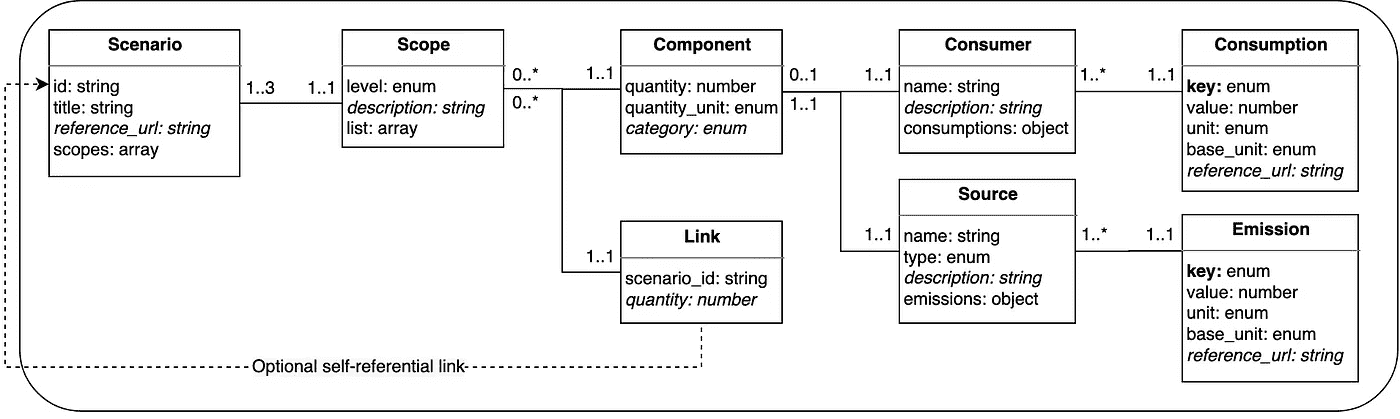 Scenario
id: string
title: string
reference_url: string
scopes: array
1..3
1..1
Scope
level: enum
description: string
list: array
0..*
0..*
1..1
1..1
Component
quantity: number
quantity_unit: enum
category: enum
0..1
1..1
Link
scenario_id: string
quantity: number
Optional self-referential link
1..1
Consumer
name: string
description: string
consumptions: object
1..*
1..1
Consumption
key: enum
value: number
unit: enum
base_unit: enum
reference_url: string
1..1
Source
name: string
type: enum
description: string
emissions: object
1..*
1..1
Emission
key: enum
value: number
unit: enum
base_unit: enum
reference_url: string